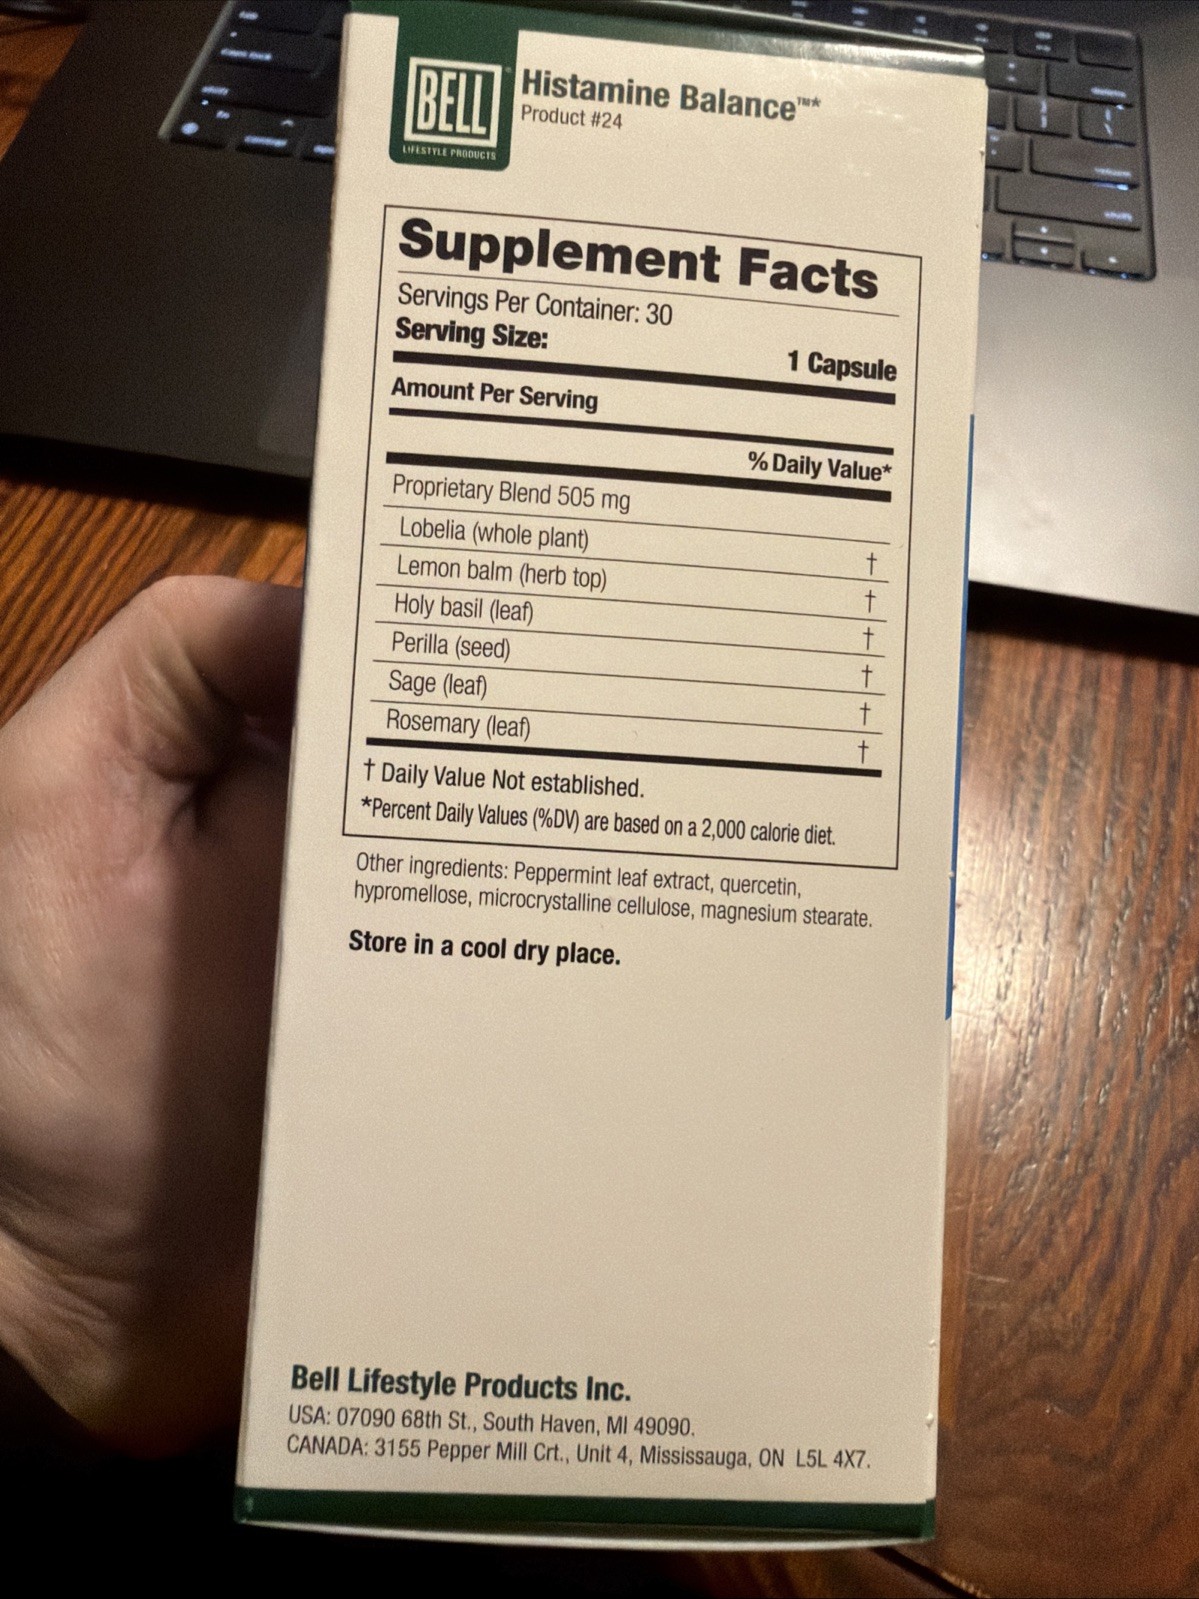 BELL
LIFESTYLE PRODUCTS
Histamine Balance™*
Product #24
Supplement Facts
Servings Per Container: 30
Serving Size: 1 Capsule
Amount Per Serving
% Daily Value*
Proprietary Blend 505 mg
Lobelia (whole plant) †
Lemon balm (herb top) †
Holy basil (leaf) †
Perilla (seed) †
Sage (leaf) †
Rosemary (leaf) †
† Daily Value Not established.
*Percent Daily Values (%DV) are based on a 2,000 calorie diet.
Other ingredients: Peppermint leaf extract, quercetin,
hypromellose, microcrystalline cellulose, magnesium stearate.
Store in a cool dry place.
Bell Lifestyle Products Inc.
USA: 07090 68th St., South Haven, MI 49090.
CANADA: 3155 Pepper Mill Crt., Unit 4, Mississauga, ON L5L 4X7.